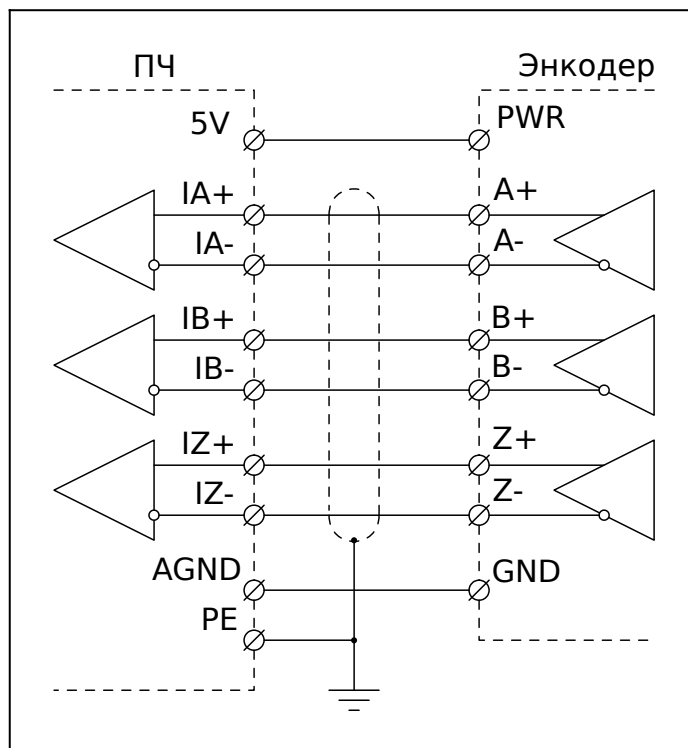 ПЧ
Энкодер
5V
PWR
IA+
A+
IA-
A-
IB+
B+
IB-
B-
IZ+
Z+
IZ-
Z-
AGND
GND
PE